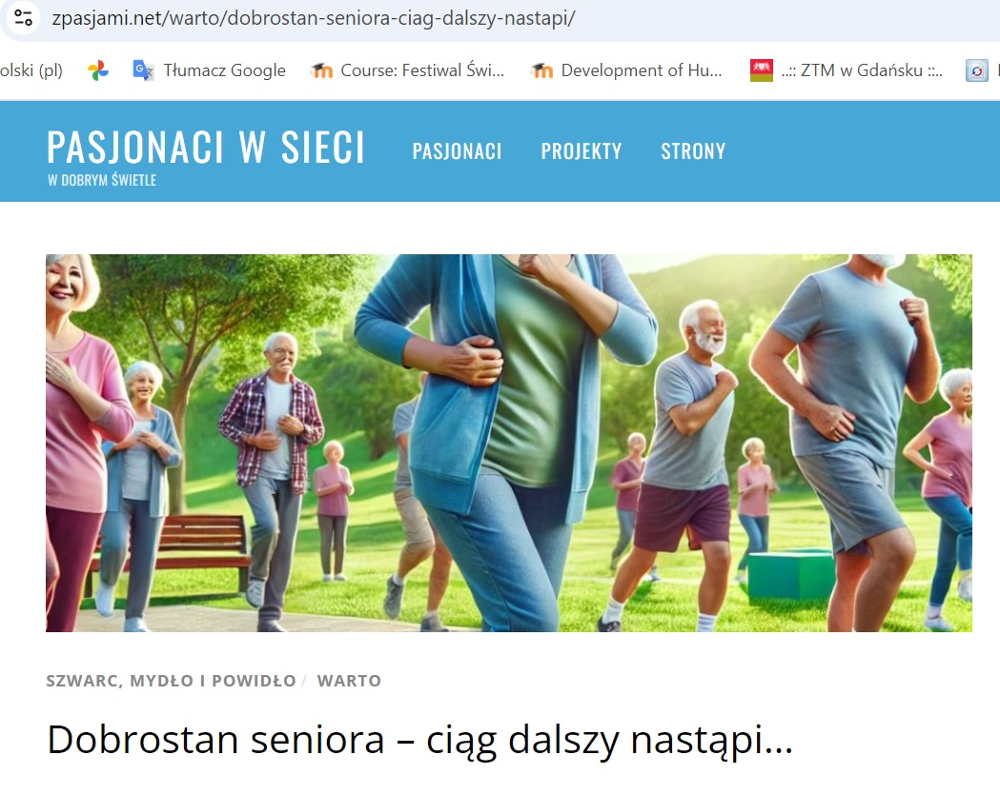 zpasjami.net/warto/dobrostan-seniora-ciag-dalszy-nastapi/
olski (pl) Tłumacz Google Course: Festiwal Świ... Development of Hu... ..:: ZTM w Gdańsku ::..
PASJONACI W SIECI PASJONACI PROJEKTY STRONY
W DOBRYM ŚWIETLE
SZWARC, MYDŁO I POWIDŁO / WARTO
Dobrostan seniora – ciąg dalszy nastąpi...